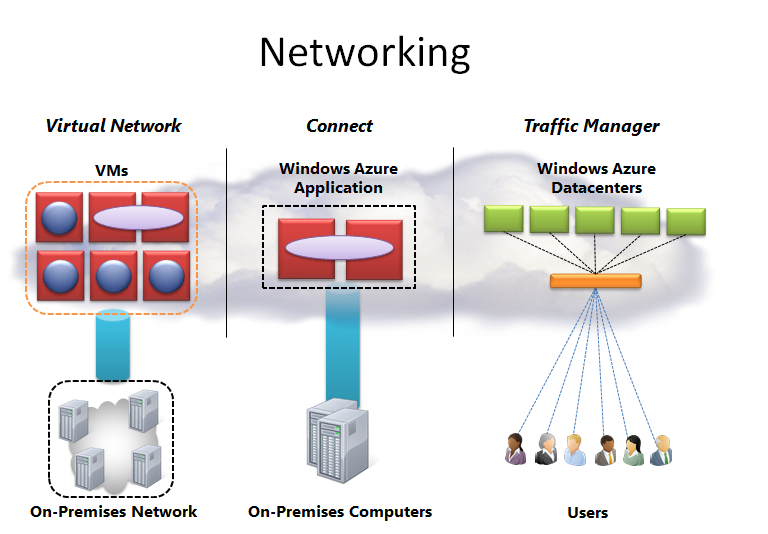 Networking
Virtual Network
Connect
Traffic Manager
VMs
Windows Azure
Application
Windows Azure
Datacenters
On-Premises Network
On-Premises Computers
Users